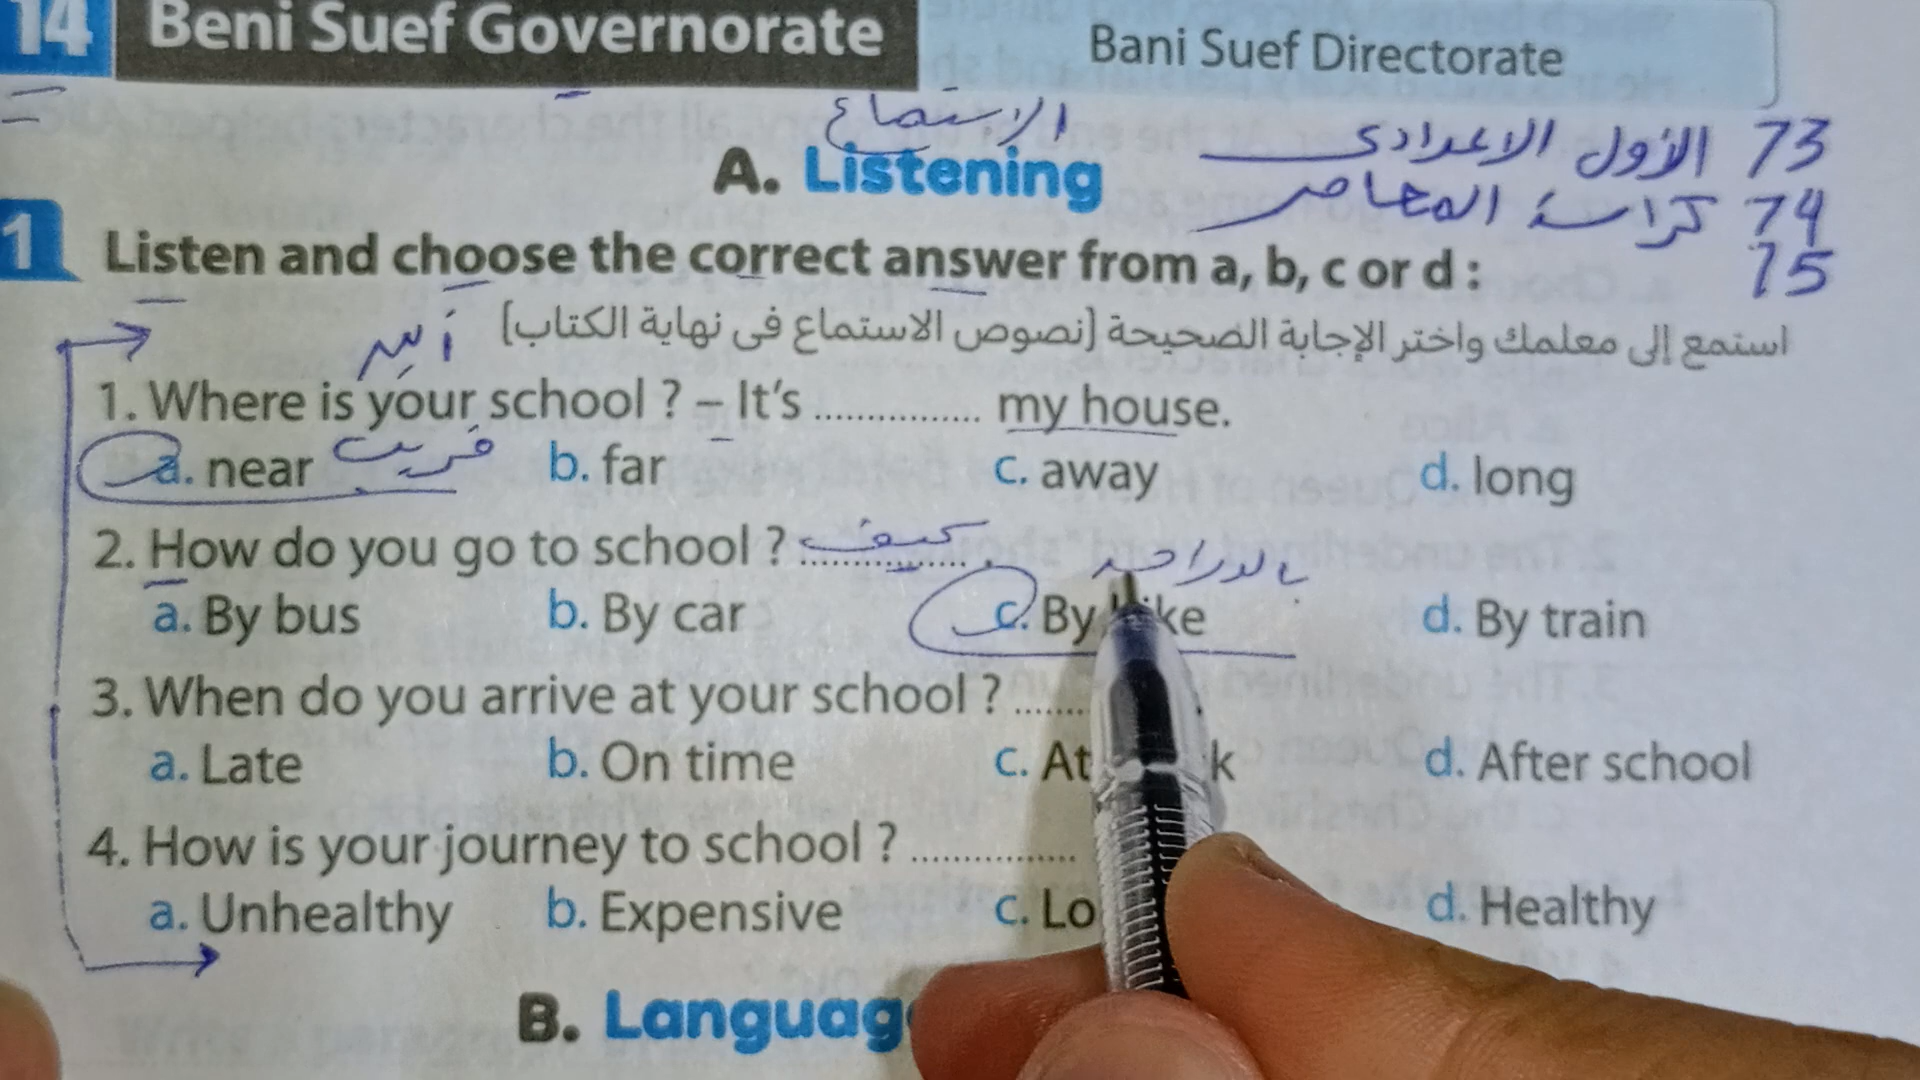 14 Beni Suef Governorate Bani Suef Directorate
الاستماع
A. Listening
73 الأول الاعدادى
74 كراسة المعاصر
75
1 Listen and choose the correct answer from a, b, c or d :
استمع إلى معلمك واختر الإجابة الصحيحة (نصوص الاستماع فى نهاية الكتاب)
أين
1. Where is your school ? – It's ............... my house.
a. near قريب b. far c. away d. long
2. How do you go to school ? ............... كيف
بالدراجة
a. By bus b. By car c. By d. By train
3. When do you arrive at your school ? .......
a. Late b. On time c. At d. After school
4. How is your journey to school ? ...............
a. Unhealthy b. Expensive c. d. Healthy
B.